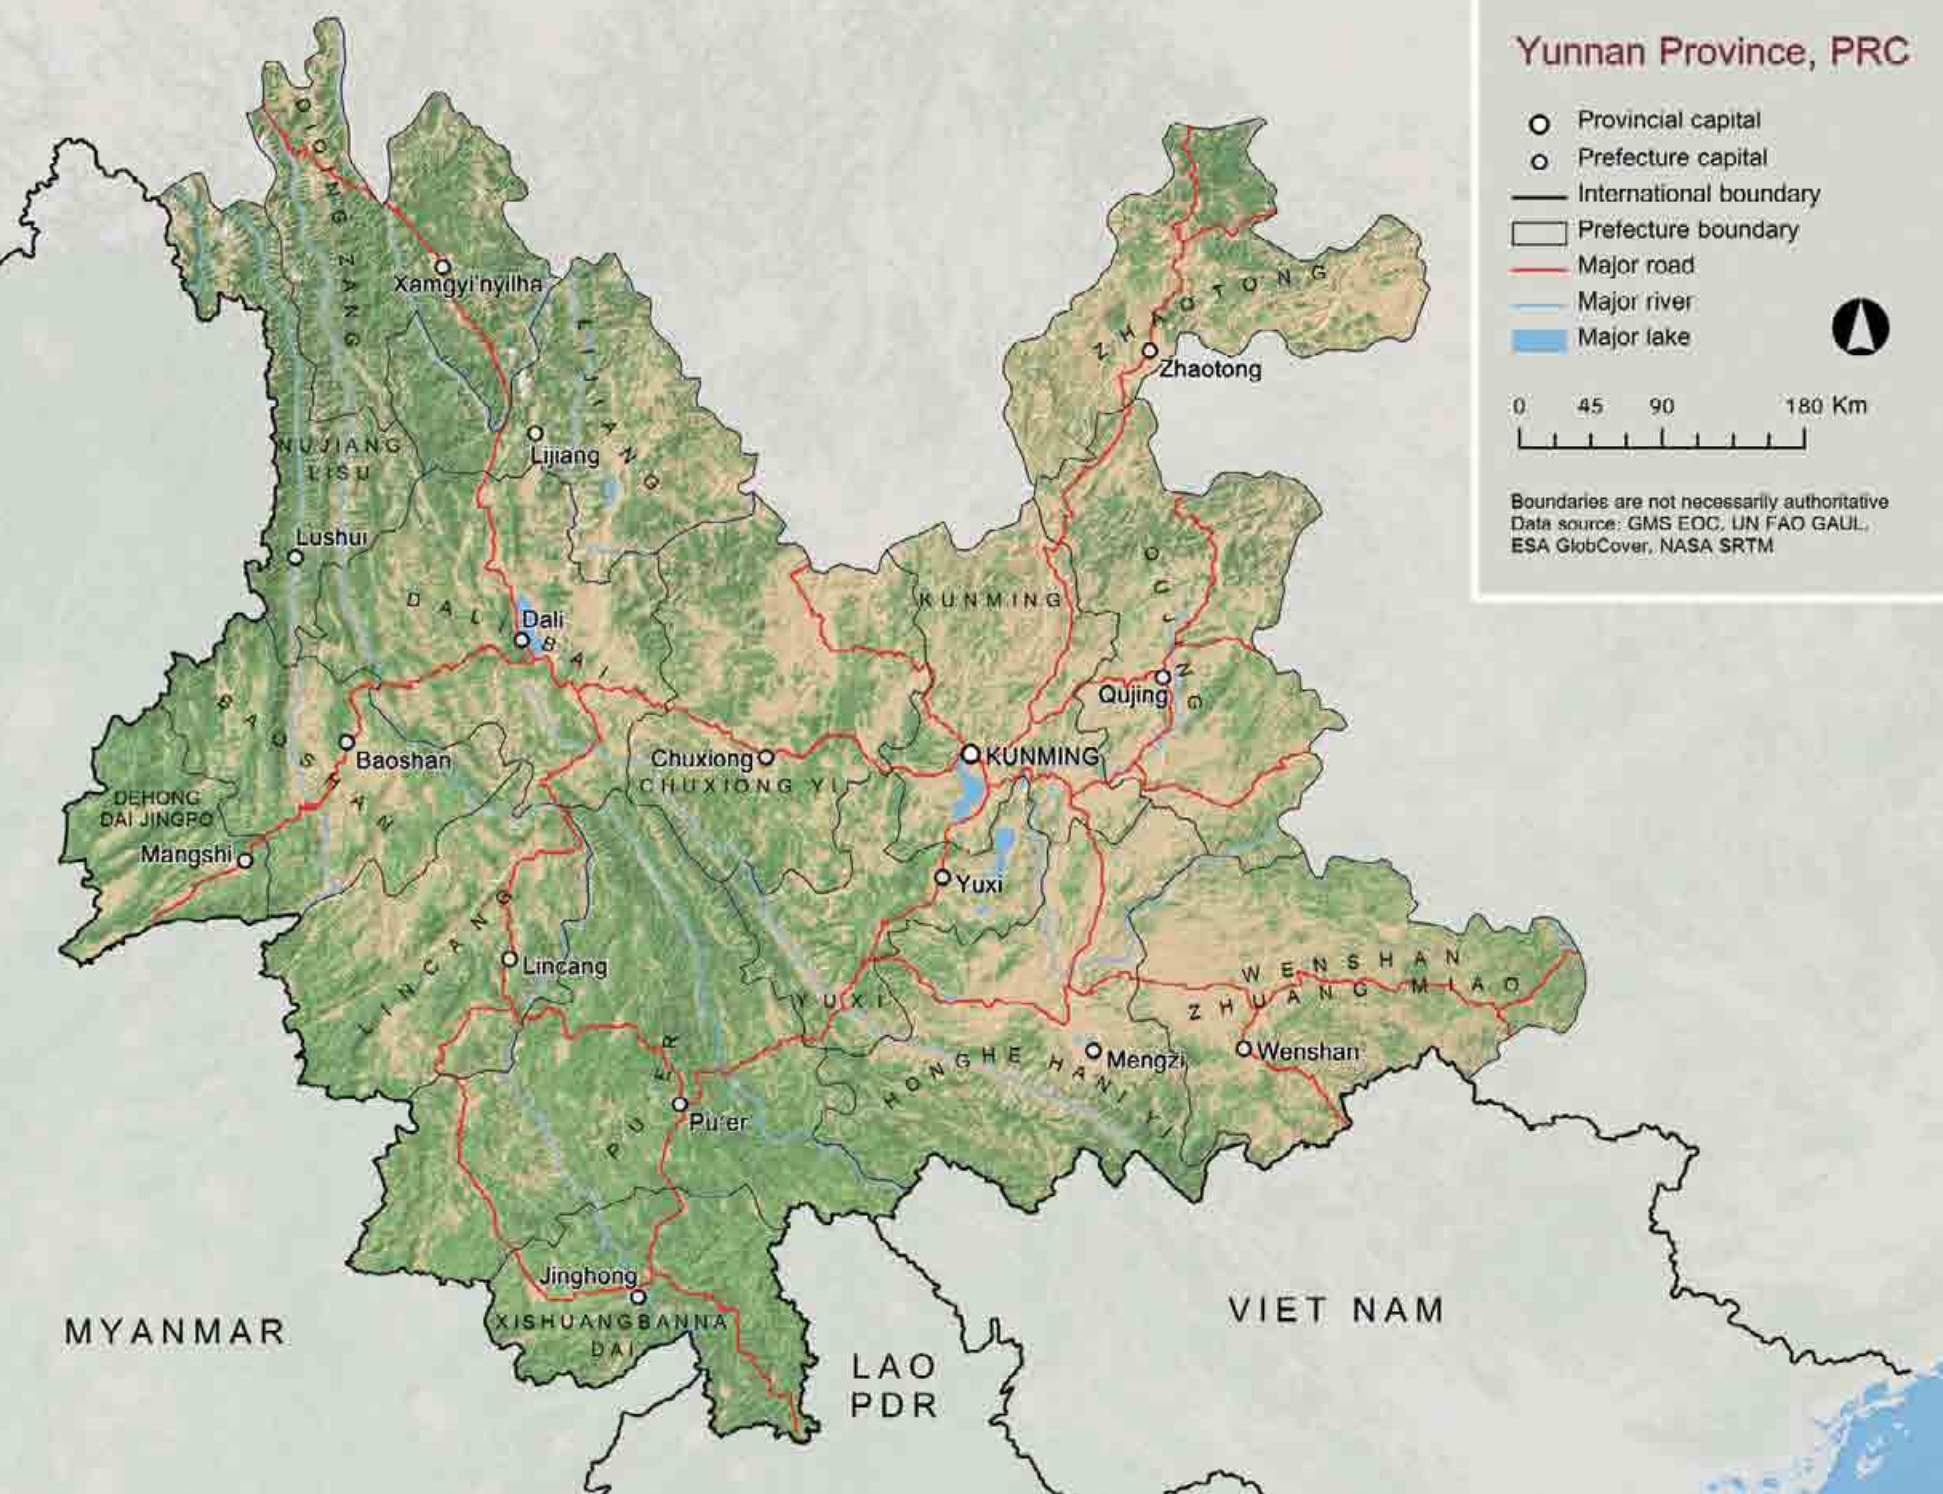 Yunnan Province, PRC
Provincial capital
Prefecture capital
International boundary
Prefecture boundary
Major road
Major river
Major lake
0 45 90 180 Km
Boundaries are not necessarily authoritative
Data source: GMS EOC, UN FAO GAUL,
ESA GlobCover, NASA SRTM
DIQING ZANG
Xamgyi'nyilha
LIJIANG
Lijiang
ZHAOTONG
Zhaotong
NUJIANG
LISU
Lushui
DALI BAI
Dali
KUNMING
QUJING
Qujing
BAOSHAN
Baoshan
Chuxiong
CHUXIONG YI
KUNMING
DEHONG
DAI JINGPO
Mangshi
Yuxi
LINCANG
Lincang
YUXI
WENSHAN
ZHUANG MIAO
Wenshan
HONGHE HANI YI
Mengzi
PU'ER
Pu'er
Jinghong
XISHUANGBANNA
DAI
MYANMAR
LAO
PDR
VIET NAM